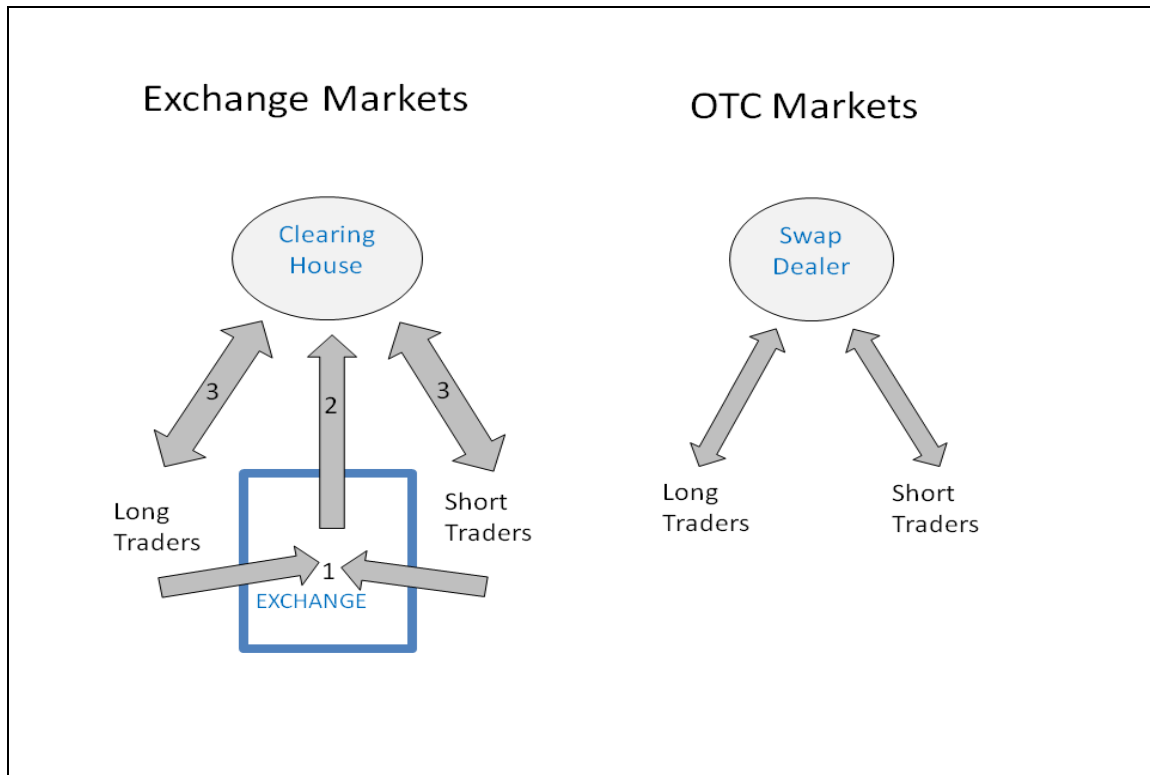 Exchange Markets
OTC Markets
Clearing
House
Swap
Dealer
3
2
3
Long
Traders
Short
Traders
1
EXCHANGE
Long
Traders
Short
Traders